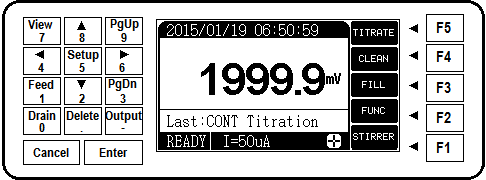 View 7
▲ 8
PgUp 9
◄ 4
Setup 5
► 6
Feed 1
▼ 2
PgDn 3
Drain 0
Delete .
Output -
Cancel
Enter
2015/01/19 06:50:59
1999.9mV
Last:CONT Titration
READY I=50uA
TITRATE
CLEAN
FILL
FUNC
STIRRER
◄ F5
◄ F4
◄ F3
◄ F2
◄ F1